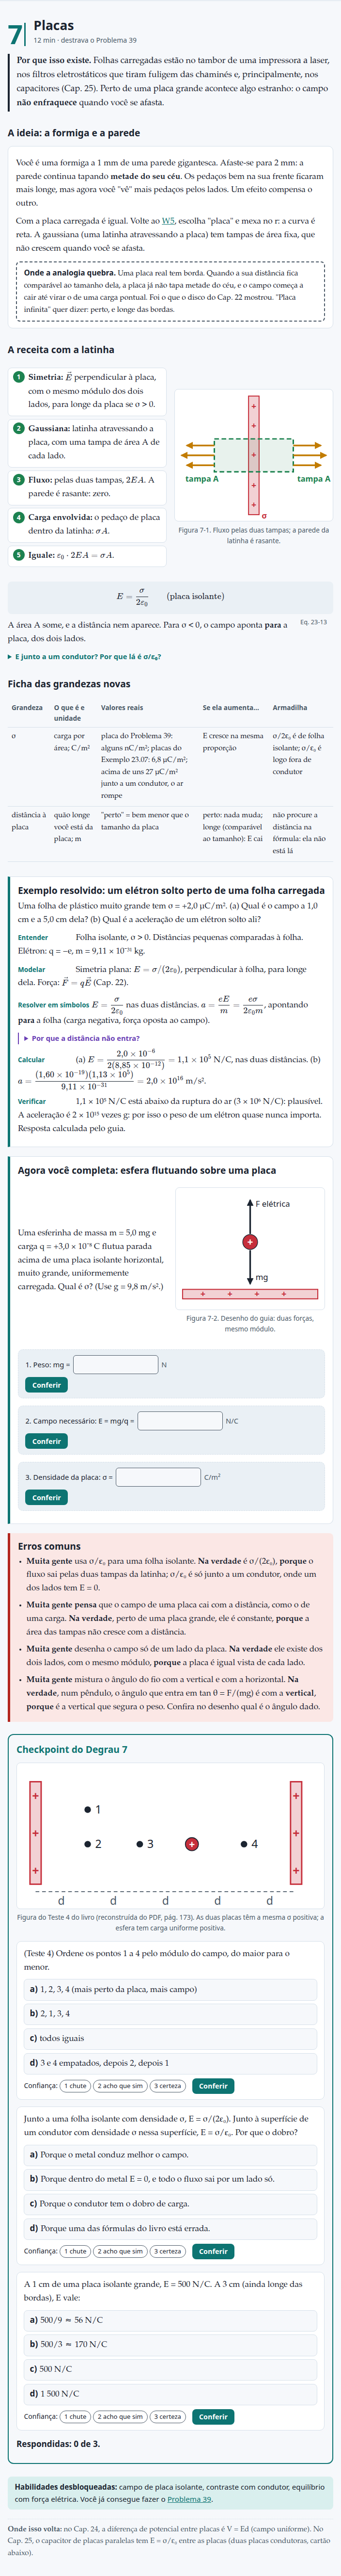 7
Placas
12 min · destrava o Problema 39
Por que isso existe. Folhas carregadas estão no tambor de uma impressora a laser,
nos filtros eletrostáticos que tiram fuligem das chaminés e, principalmente, nos
capacitores (Cap. 25). Perto de uma placa grande acontece algo estranho: o campo
não enfraquece quando você se afasta.
A ideia: a formiga e a parede
Você é uma formiga a 1 mm de uma parede gigantesca. Afaste-se para 2 mm: a
parede continua tapando metade do seu céu. Os pedaços bem na sua frente ficaram
mais longe, mas agora você "vê" mais pedaços pelos lados. Um efeito compensa o
outro.
Com a placa carregada é igual. Volte ao W5, escolha "placa" e mexa no r: a curva é
reta. A gaussiana (uma latinha atravessando a placa) tem tampas de área fixa, que
não crescem quando você se afasta.
Onde a analogia quebra. Uma placa real tem borda. Quando a sua distância fica
comparável ao tamanho dela, a placa já não tapa metade do céu, e o campo começa a
cair até virar o de uma carga pontual. Foi o que o disco do Cap. 22 mostrou. "Placa
infinita" quer dizer: perto, e longe das bordas.
A receita com a latinha
1 Simetria: E⃗ perpendicular à placa,
com o mesmo módulo dos dois
lados, para longe da placa se σ > 0.
2 Gaussiana: latinha atravessando a
placa, com uma tampa de área A de
cada lado.
3 Fluxo: pelas duas tampas, 2EA. A
parede é rasante: zero.
4 Carga envolvida: o pedaço de placa
dentro da latinha: σA.
5 Iguale: ε₀ · 2EA = σA.
tampa A
tampa A
σ
Figura 7-1. Fluxo pelas duas tampas; a parede da
latinha é rasante.
E = σ/2ε₀ (placa isolante)
A área A some, e a distância nem aparece. Para σ < 0, o campo aponta para a
placa, dos dois lados.
Eq. 23-13
▸ E junto a um condutor? Por que lá é σ/ε₀?
Ficha das grandezas novas
Grandeza O que é e unidade Valores reais Se ela aumenta... Armadilha
σ carga por área; C/m² placa do Problema 39: alguns nC/m²; placas do Exemplo 23.07: 6,8 μC/m²; acima de uns 27 μC/m² junto a um condutor, o ar rompe E cresce na mesma proporção σ/2ε₀ é de folha isolante; σ/ε₀ é logo fora de condutor
distância à placa quão longe você está da placa; m "perto" = bem menor que o tamanho da placa perto: nada muda; longe (comparável ao tamanho): E cai não procure a distância na fórmula: ela não está lá
Exemplo resolvido: um elétron solto perto de uma folha carregada
Uma folha de plástico muito grande tem σ = +2,0 μC/m². (a) Qual é o campo a 1,0
cm e a 5,0 cm dela? (b) Qual é a aceleração de um elétron solto ali?
Entender Folha isolante, σ > 0. Distâncias pequenas comparadas à folha.
Elétron: q = −e, m = 9,11 × 10⁻³¹ kg.
Modelar Simetria plana: E = σ/(2ε₀), perpendicular à folha, para longe
dela. Força: F⃗ = qE⃗ (Cap. 22).
Resolver em símbolos E = σ/2ε₀ nas duas distâncias. a = eE/m = eσ/2ε₀m, apontando
para a folha (carga negativa, força oposta ao campo).
▸ Por que a distância não entra?
Calcular (a) E = 2,0 × 10⁻⁶/2(8,85 × 10⁻¹²) = 1,1 × 10⁵ N/C, nas duas distâncias. (b)
a = (1,60 × 10⁻¹⁹)(1,13 × 10⁵)/9,11 × 10⁻³¹ = 2,0 × 10¹⁶ m/s².
Verificar 1,1 × 10⁵ N/C está abaixo da ruptura do ar (3 × 10⁶ N/C): plausível.
A aceleração é 2 × 10¹⁵ vezes g: por isso o peso de um elétron quase nunca importa.
Resposta calculada pelo guia.
Agora você completa: esfera flutuando sobre uma placa
Uma esferinha de massa m = 5,0 mg e
carga q = +3,0 × 10⁻⁸ C flutua parada
acima de uma placa isolante horizontal,
muito grande, uniformemente
carregada. Qual é σ? (Use g = 9,8 m/s².)
F elétrica
mg
Figura 7-2. Desenho do guia: duas forças,
mesmo módulo.
1. Peso: mg = N
Conferir
2. Campo necessário: E = mg/q = N/C
Conferir
3. Densidade da placa: σ = C/m²
Conferir
Erros comuns
• Muita gente usa σ/ε₀ para uma folha isolante. Na verdade é σ/(2ε₀), porque o
fluxo sai pelas duas tampas da latinha; σ/ε₀ é só junto a um condutor, onde um
dos lados tem E = 0.
• Muita gente pensa que o campo de uma placa cai com a distância, como o de
uma carga. Na verdade, perto de uma placa grande, ele é constante, porque a
área das tampas não cresce com a distância.
• Muita gente desenha o campo só de um lado da placa. Na verdade ele existe dos
dois lados, com o mesmo módulo, porque a placa é igual vista de cada lado.
• Muita gente mistura o ângulo do fio com a vertical e com a horizontal. Na
verdade, num pêndulo, o ângulo que entra em tan θ = F/(mg) é com a vertical,
porque é a vertical que segura o peso. Confira no desenho qual é o ângulo dado.
Checkpoint do Degrau 7
1
2 3 4
d d d d d
Figura do Teste 4 do livro (reconstruída do PDF, pág. 173). As duas placas têm a mesma σ positiva; a
esfera tem carga uniforme positiva.
(Teste 4) Ordene os pontos 1 a 4 pelo módulo do campo, do maior para o
menor.
a) 1, 2, 3, 4 (mais perto da placa, mais campo)
b) 2, 1, 3, 4
c) todos iguais
d) 3 e 4 empatados, depois 2, depois 1
Confiança: 1 chute 2 acho que sim 3 certeza Conferir
Junto a uma folha isolante com densidade σ, E = σ/(2ε₀). Junto à superfície de
um condutor com densidade σ nessa superfície, E = σ/ε₀. Por que o dobro?
a) Porque o metal conduz melhor o campo.
b) Porque dentro do metal E = 0, e todo o fluxo sai por um lado só.
c) Porque o condutor tem o dobro de carga.
d) Porque uma das fórmulas do livro está errada.
Confiança: 1 chute 2 acho que sim 3 certeza Conferir
A 1 cm de uma placa isolante grande, E = 500 N/C. A 3 cm (ainda longe das
bordas), E vale:
a) 500/9 ≈ 56 N/C
b) 500/3 ≈ 170 N/C
c) 500 N/C
d) 1 500 N/C
Confiança: 1 chute 2 acho que sim 3 certeza Conferir
Respondidas: 0 de 3.
Habilidades desbloqueadas: campo de placa isolante, contraste com condutor, equilíbrio
com força elétrica. Você já consegue fazer o Problema 39.
Onde isso volta: no Cap. 24, a diferença de potencial entre placas é V = Ed (campo uniforme). No
Cap. 25, o capacitor de placas paralelas tem E = σ/ε₀ entre as placas (duas placas condutoras, cartão
abaixo).